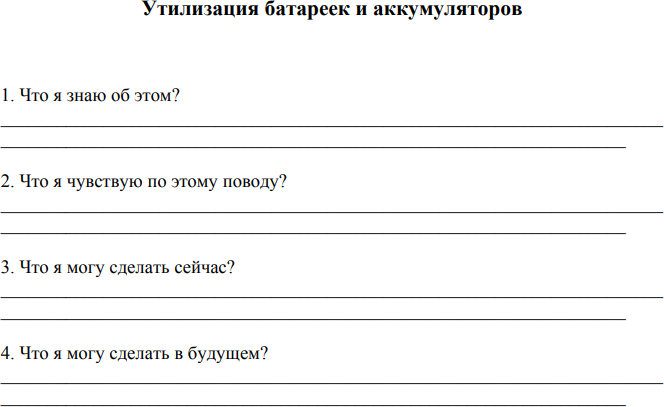 Утилизация батареек и аккумуляторов
1. Что я знаю об этом?
2. Что я чувствую по этому поводу?
3. Что я могу сделать сейчас?
4. Что я могу сделать в будущем?